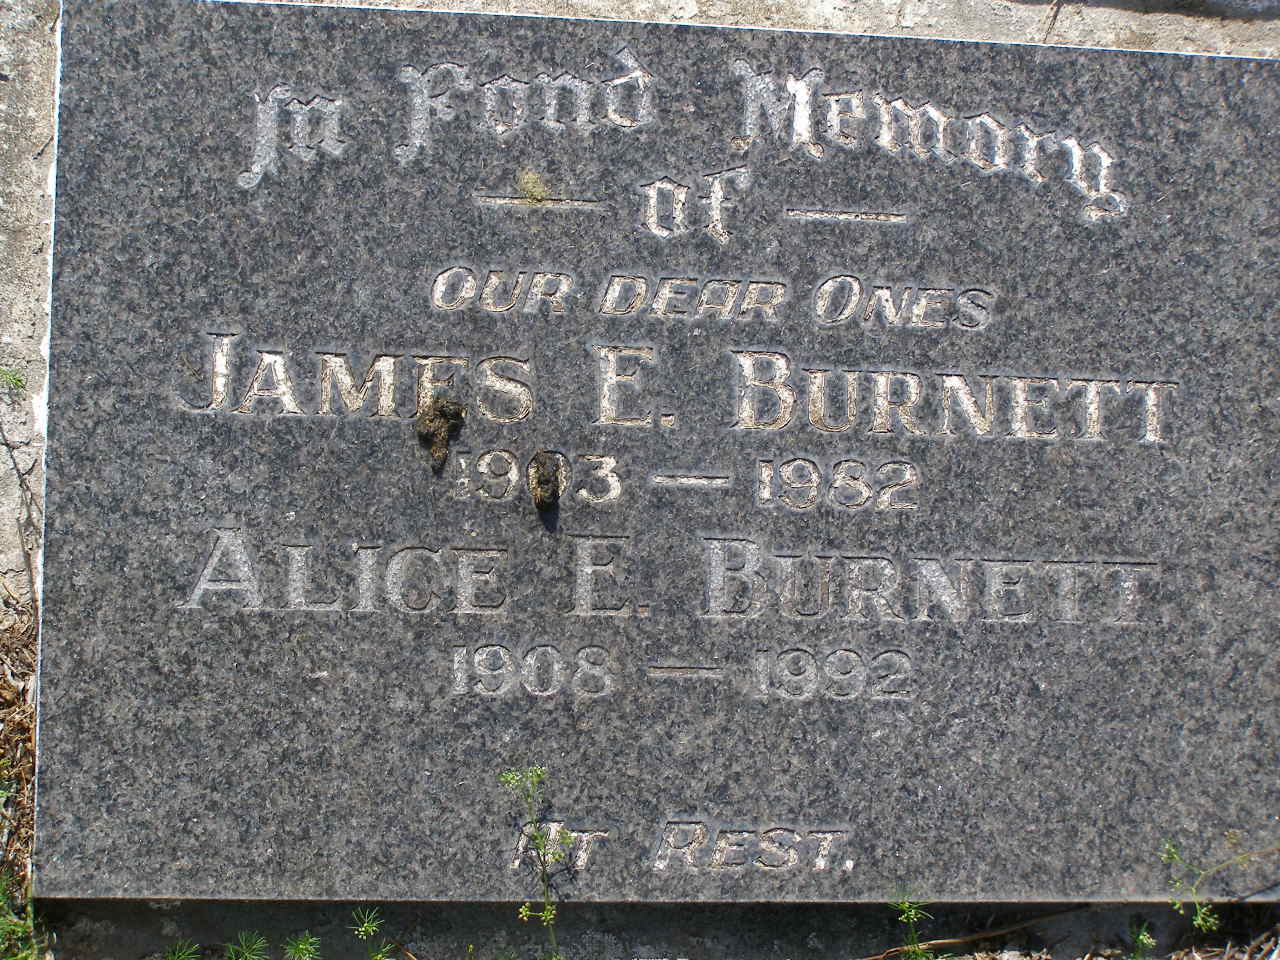 In Fond Memory
— of —
OUR DEAR ONES
JAMES E. BURNETT
1903 — 1982
ALICE E. BURNETT
1908 — 1992
AT REST.